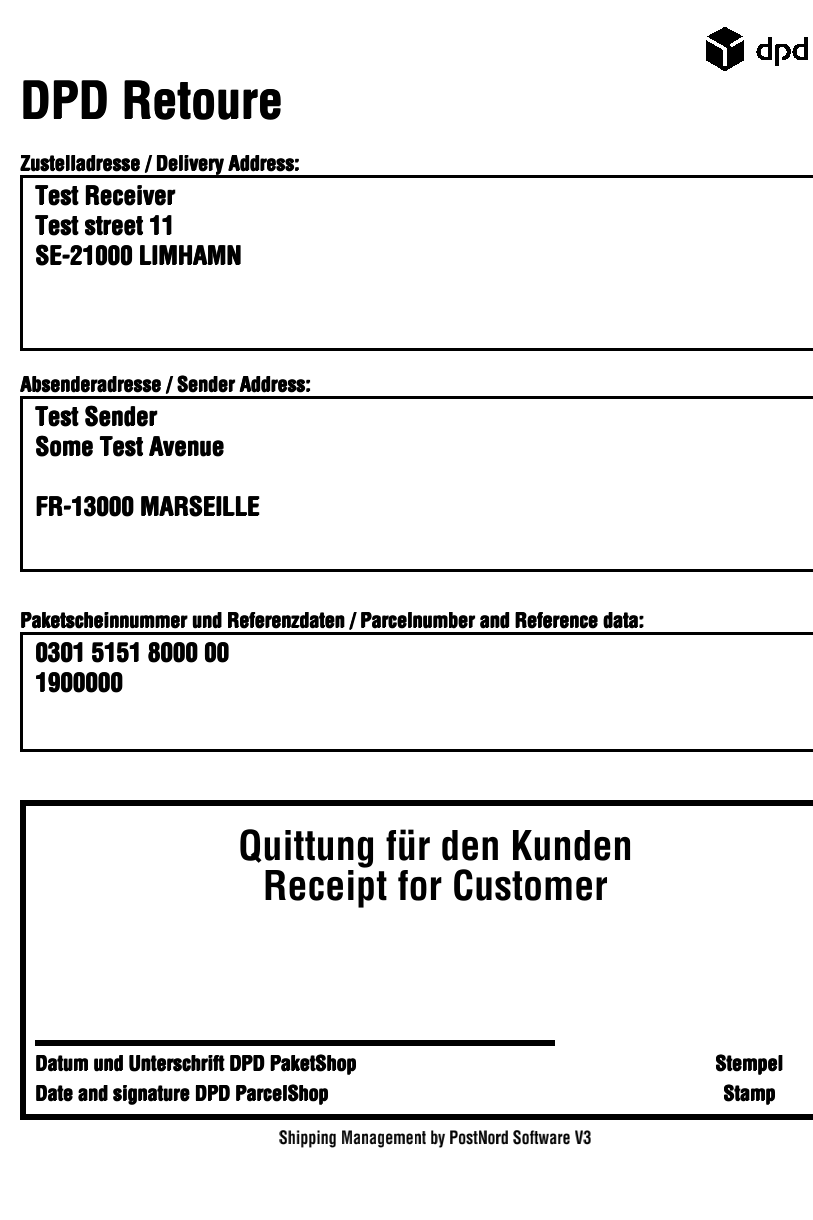 dpd
DPD Retoure
Zustelladresse / Delivery Address:
Test Receiver
Test street 11
SE-21000 LIMHAMN
Absenderadresse / Sender Address:
Test Sender
Some Test Avenue
FR-13000 MARSEILLE
Paketscheinnummer und Referenzdaten / Parcelnumber and Reference data:
0301 5151 8000 00
1900000
Quittung für den Kunden
Receipt for Customer
Datum und Unterschrift DPD PaketShop
Stempel
Date and signature DPD ParcelShop
Stamp
Shipping Management by PostNord Software V3